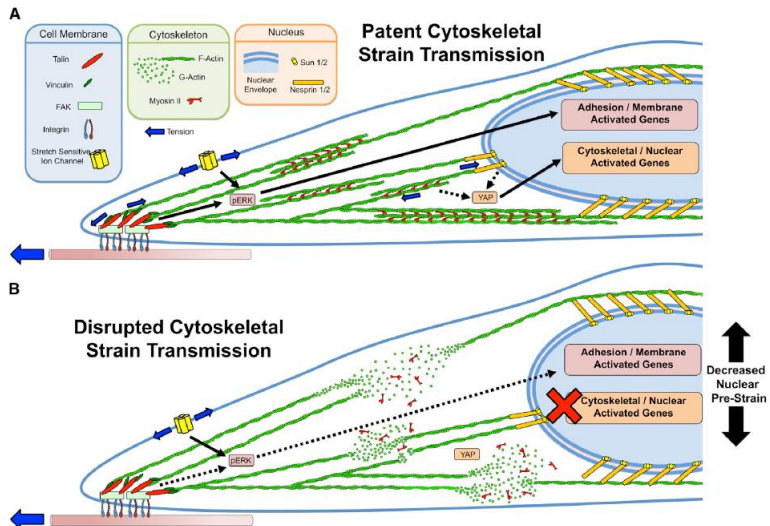 A
Patent Cytoskeletal
Strain Transmission
Cell Membrane
Talin
Vinculin
FAK
Integrin
Stretch Sensitive
Ion Channel
Cytoskeleton
F-Actin
G-Actin
Myosin II
Nucleus
Nuclear
Envelope
Sun 1/2
Nesprin 1/2
Tension
Adhesion / Membrane
Activated Genes
Cytoskeletal / Nuclear
Activated Genes
pERK
YAP
B
Disrupted Cytoskeletal
Strain Transmission
Adhesion / Membrane
Activated Genes
Cytoskeletal / Nuclear
Activated Genes
Decreased
Nuclear
Pre-Strain
pERK
YAP